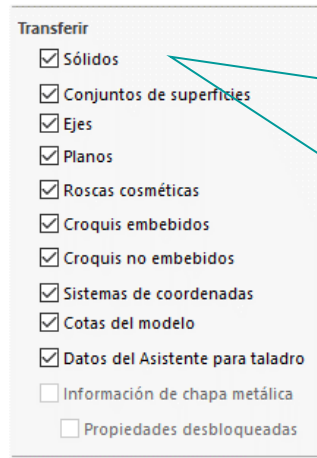 Transferir
Sólidos
Conjuntos de superficies
Ejes
Planos
Roscas cosméticas
Croquis embebidos
Croquis no embebidos
Sistemas de coordenadas
Cotas del modelo
Datos del Asistente para taladro
Información de chapa metálica
Propiedades desbloqueadas